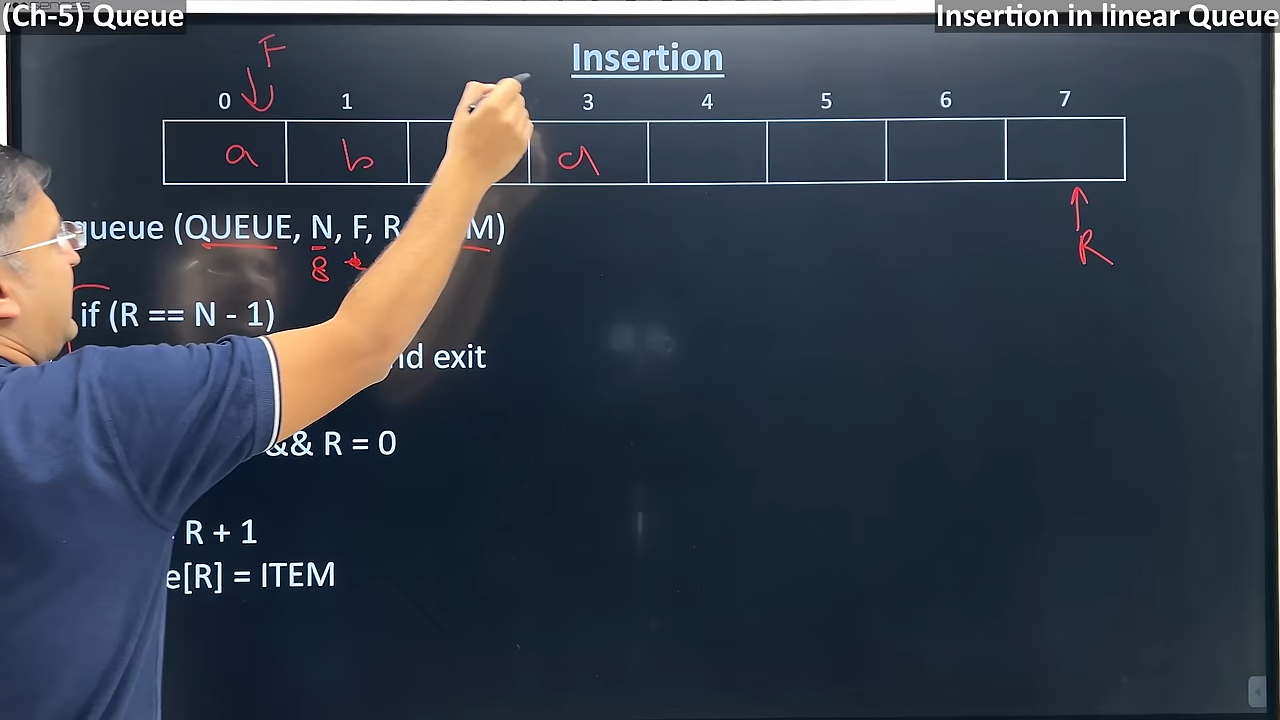 (Ch-5) Queue
Insertion in linear Queue
F
Insertion
0 1 3 4 5 6 7
a b d
queue (QUEUE, N, F, R M)
8
R
if (R == N - 1)
nd exit
&& R = 0
R + 1
e[R] = ITEM